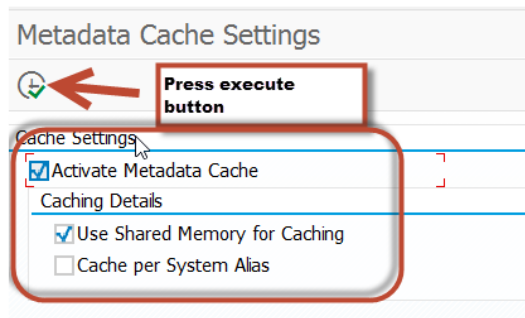 Metadata Cache Settings
Press execute
button
Cache Settings
Activate Metadata Cache
Caching Details
Use Shared Memory for Caching
Cache per System Alias